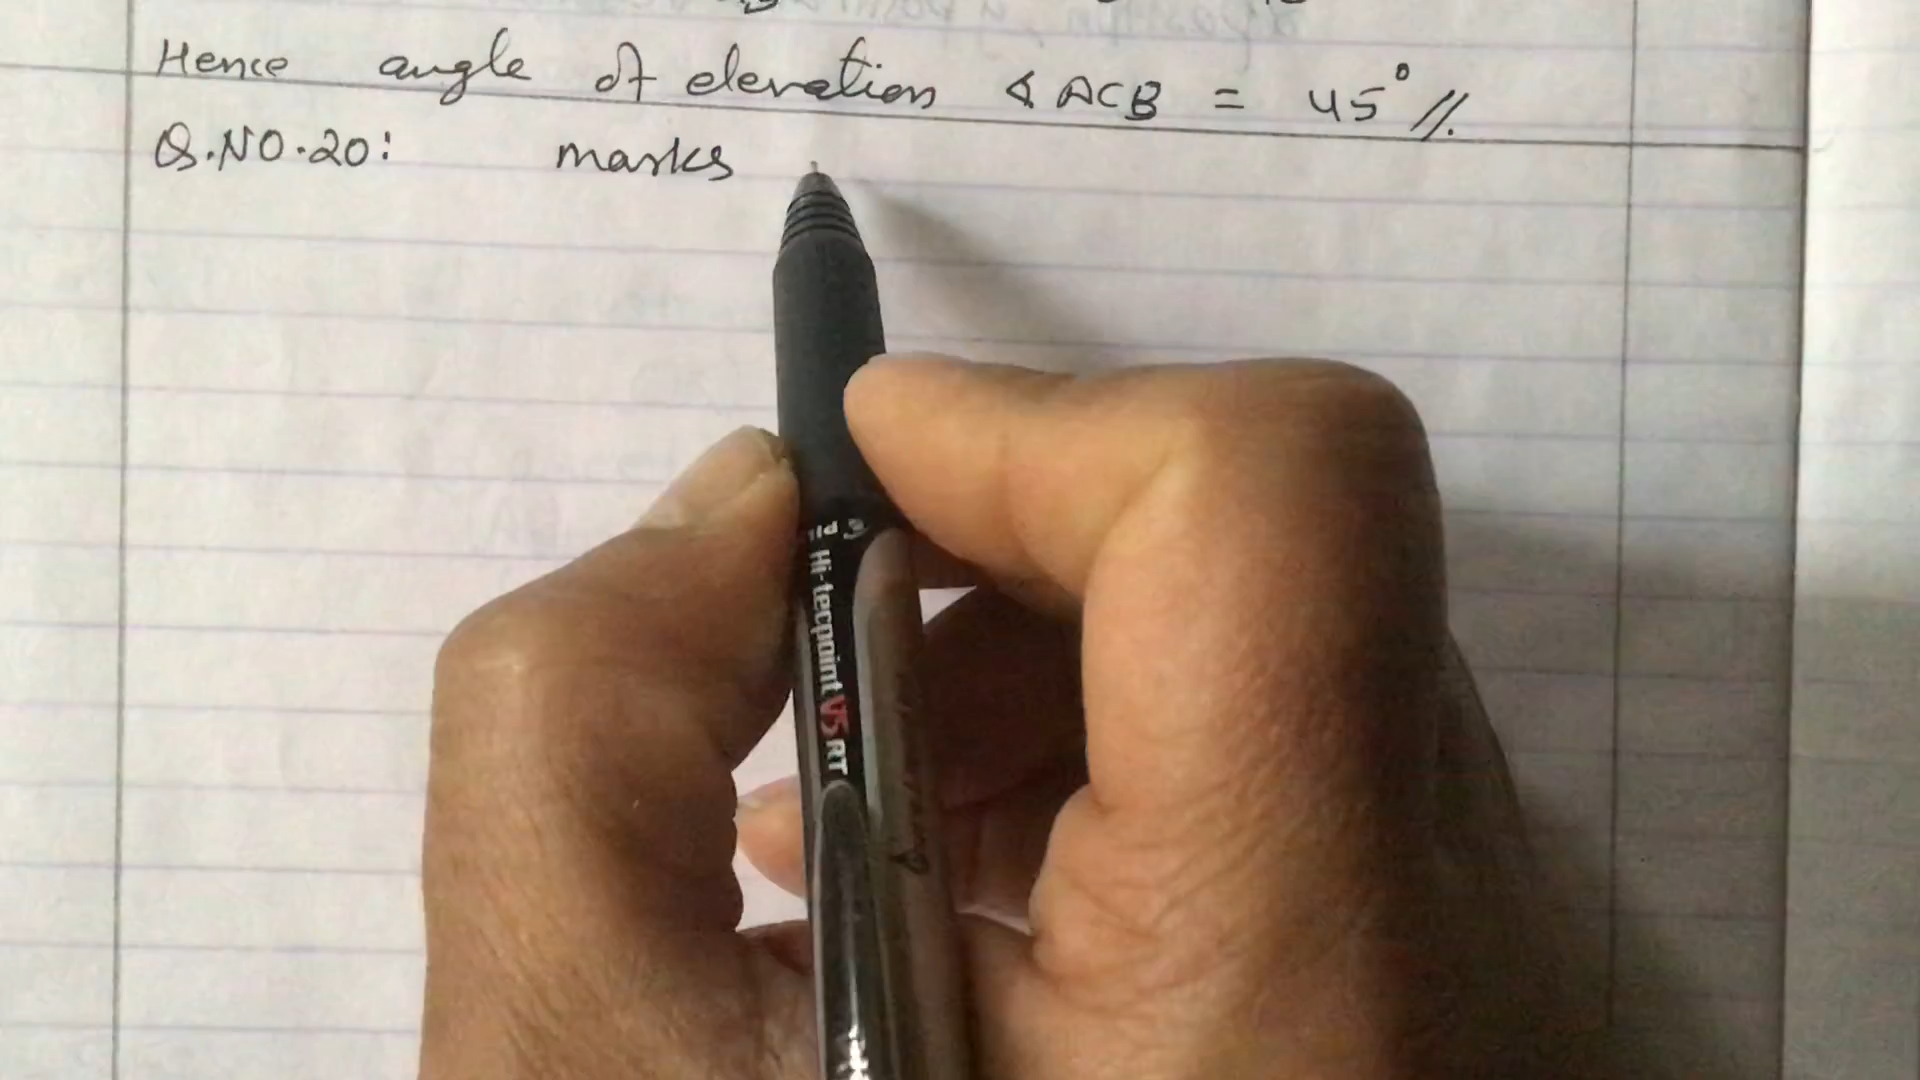 Hence angle of elevation ∡ ACB = 45° //.
Q.NO.20: marks
Hi-tecpoint V5 RT